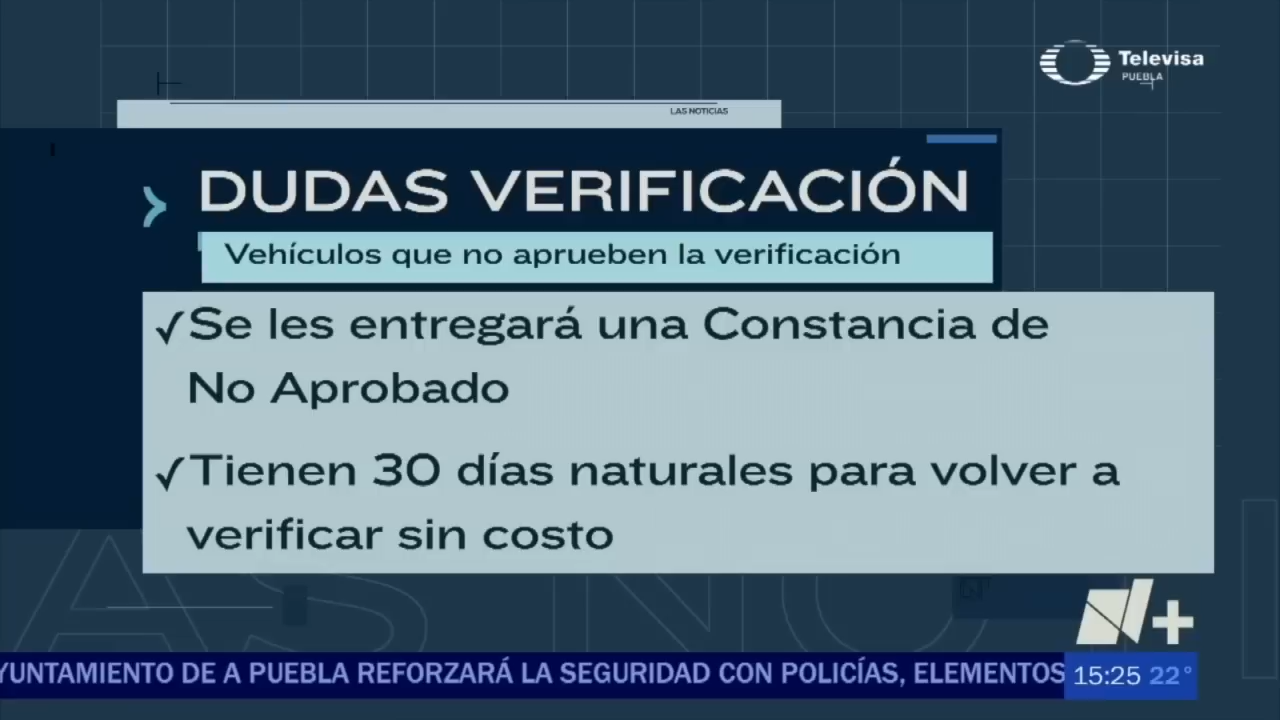 Televisa
PUEBLA
LAS NOTICIAS
DUDAS VERIFICACIÓN
Vehículos que no aprueben la verificación
✓Se les entregará una Constancia de
No Aprobado
✓Tienen 30 días naturales para volver a
verificar sin costo
AS NO
N+
YUNTAMIENTO DE A PUEBLA REFORZARÁ LA SEGURIDAD CON POLICÍAS, ELEMENTOS
15:25 22°